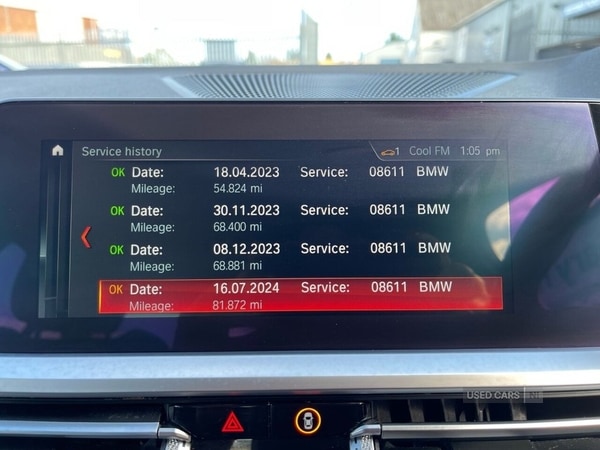 Service history 1 Cool FM 1:05 pm
OK Date: 18.04.2023 Service: 08611 BMW
Mileage: 54.824 mi
OK Date: 30.11.2023 Service: 08611 BMW
Mileage: 68.400 mi
OK Date: 08.12.2023 Service: 08611 BMW
Mileage: 68.881 mi
OK Date: 16.07.2024 Service: 08611 BMW
Mileage: 81.872 mi
USED CARS NI